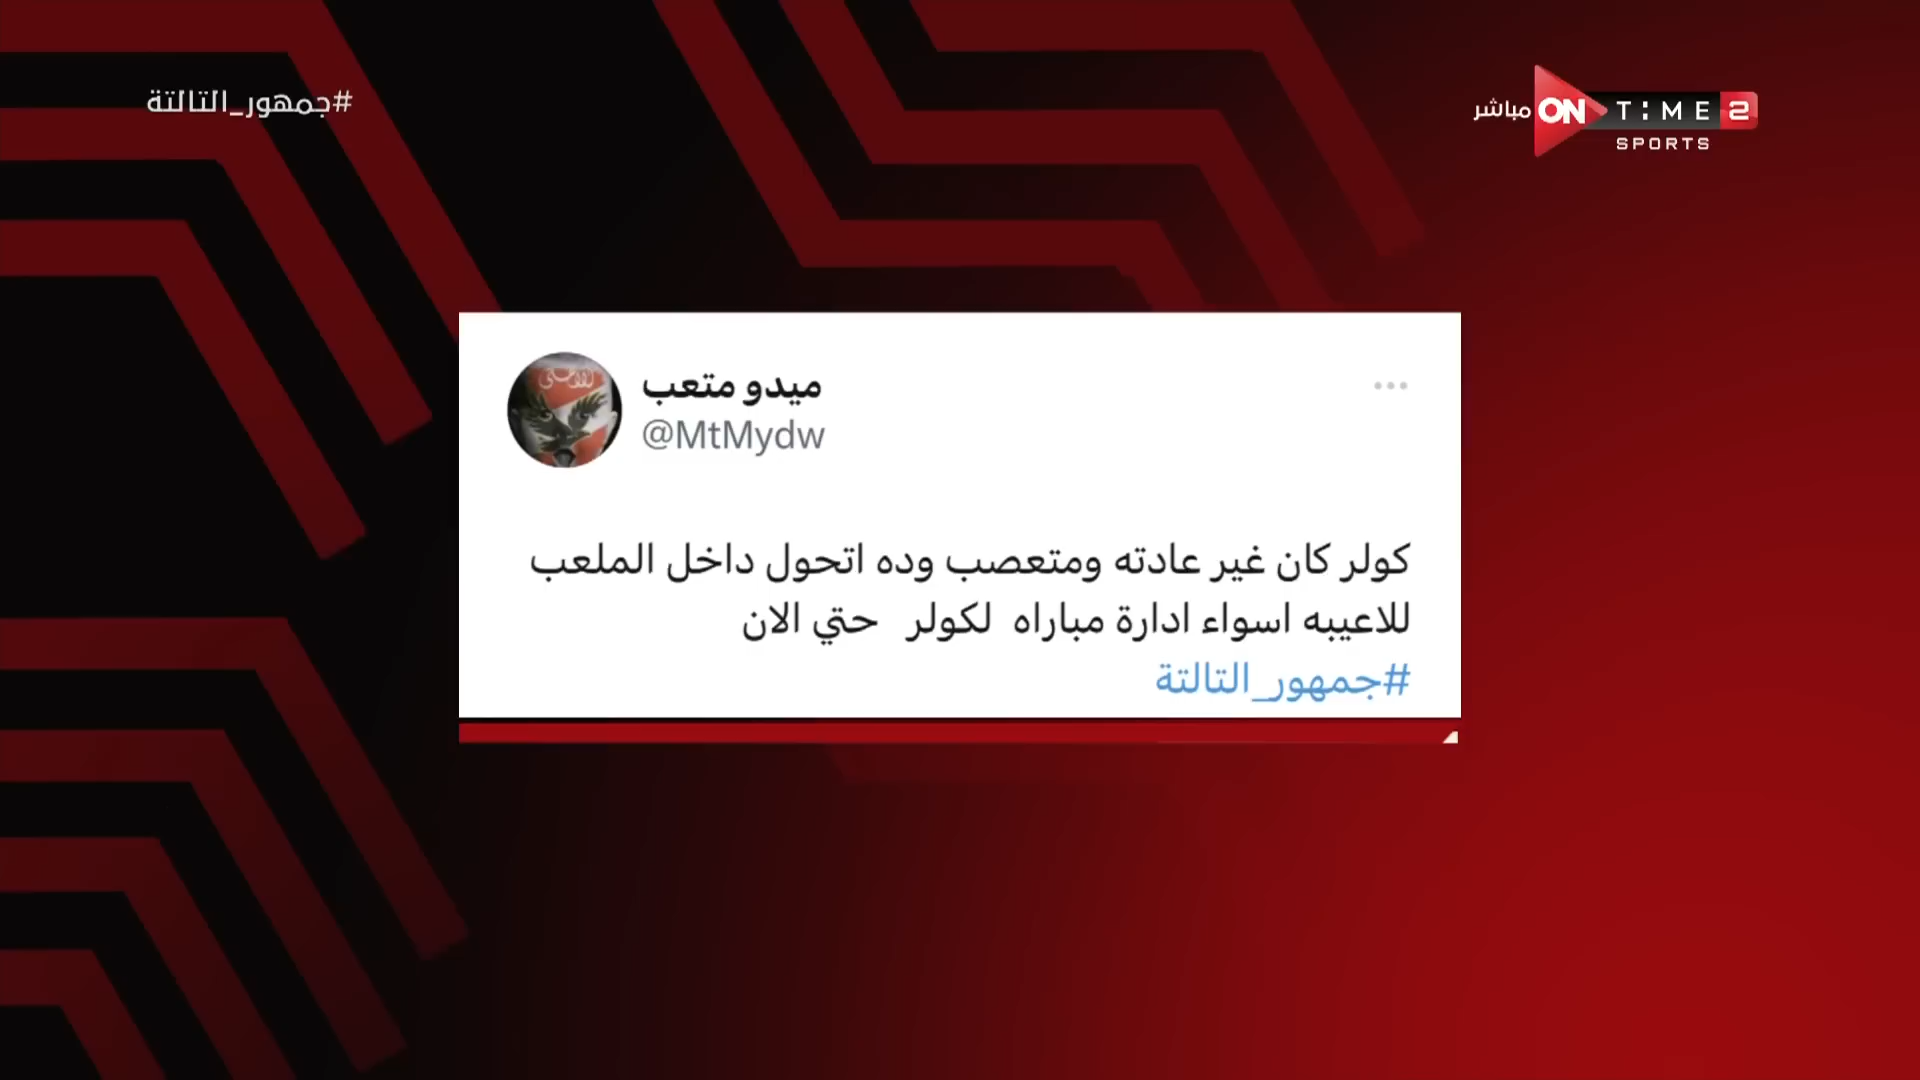 #جمهور_التالتة
مباشر ON TIME 2
SPORTS
ميدو متعب
@MtMydw
كولر كان غير عادته ومتعصب وده اتحول داخل الملعب
للاعيبه اسواء ادارة مباراه لكولر حتي الان
#جمهور_التالتة